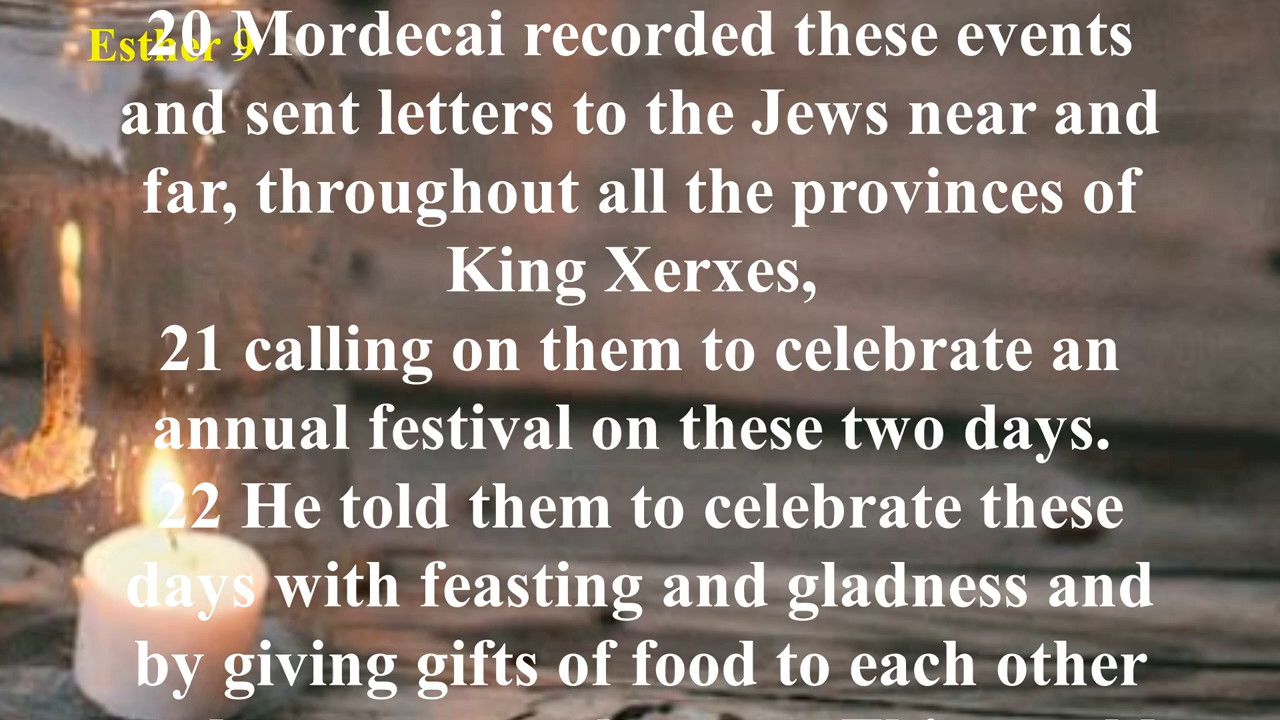 Esther 9
20 Mordecai recorded these events
and sent letters to the Jews near and
far, throughout all the provinces of
King Xerxes,
21 calling on them to celebrate an
annual festival on these two days.
22 He told them to celebrate these
days with feasting and gladness and
by giving gifts of food to each other